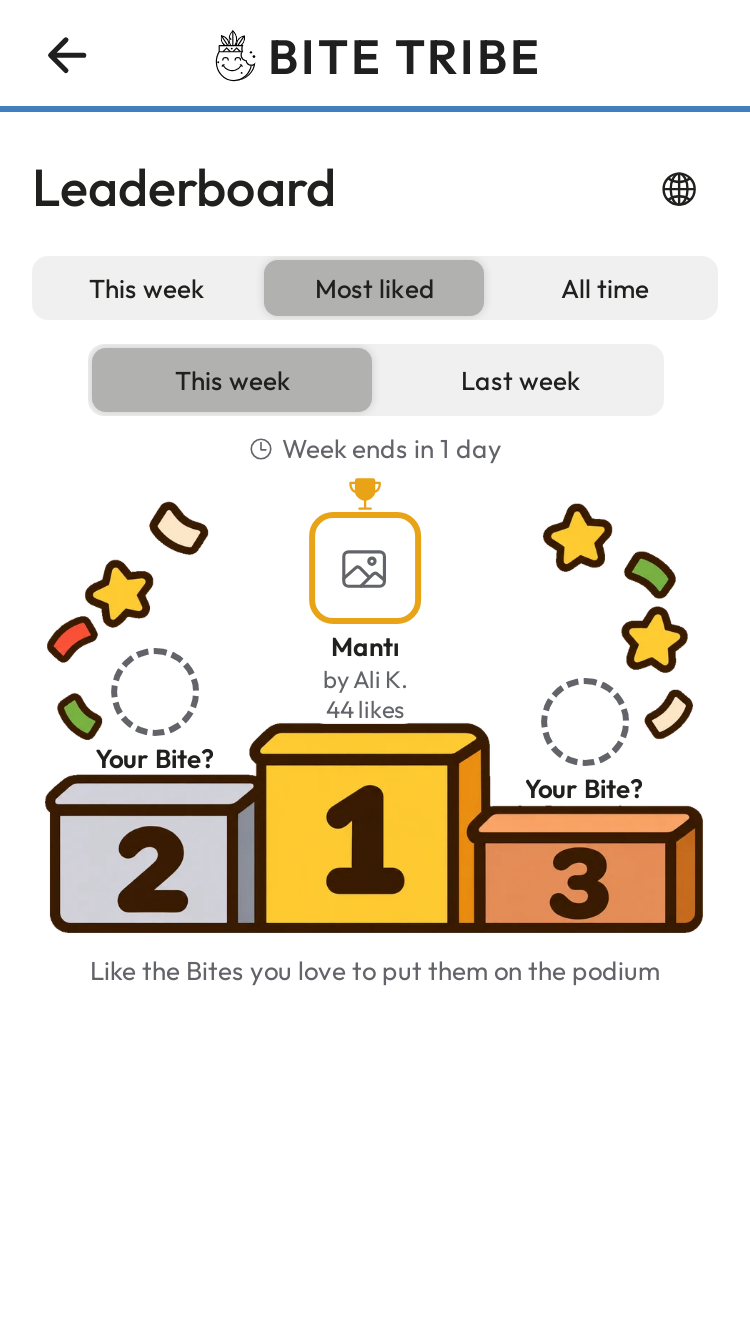 BITE TRIBE
Leaderboard
This week
Most liked
All time
This week
Last week
Week ends in 1 day
Mantı
by Ali K.
44 likes
Your Bite?
Your Bite?
1
2
3
Like the Bites you love to put them on the podium